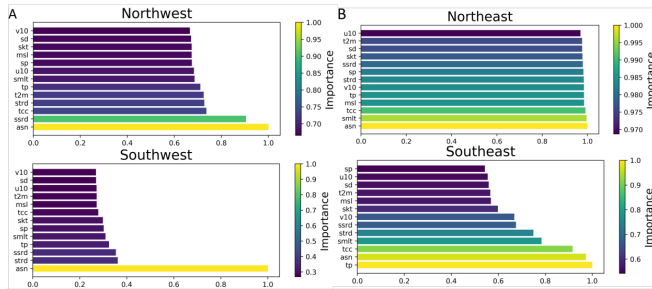 A
Northwest
v10
sd
skt
msl
sp
u10
smlt
tp
t2m
strd
tcc
ssrd
asn
0.0 0.2 0.4 0.6 0.8 1.0
1.00
0.95
0.90
0.85
0.80
0.75
0.70
Importance
Southwest
v10
sd
u10
t2m
msl
tcc
skt
sp
smlt
tp
ssrd
strd
asn
0.0 0.2 0.4 0.6 0.8 1.0
1.0
0.9
0.8
0.7
0.6
0.5
0.4
0.3
Importance
B
Northeast
u10
t2m
sd
skt
ssrd
sp
strd
v10
tp
msl
tcc
smlt
asn
0.0 0.2 0.4 0.6 0.8 1.0
1.000
0.995
0.990
0.985
0.980
0.975
0.970
Importance
Southeast
sp
u10
sd
t2m
msl
skt
v10
ssrd
strd
smlt
tcc
asn
tp
0.0 0.2 0.4 0.6 0.8 1.0
1.0
0.9
0.8
0.7
0.6
Importance